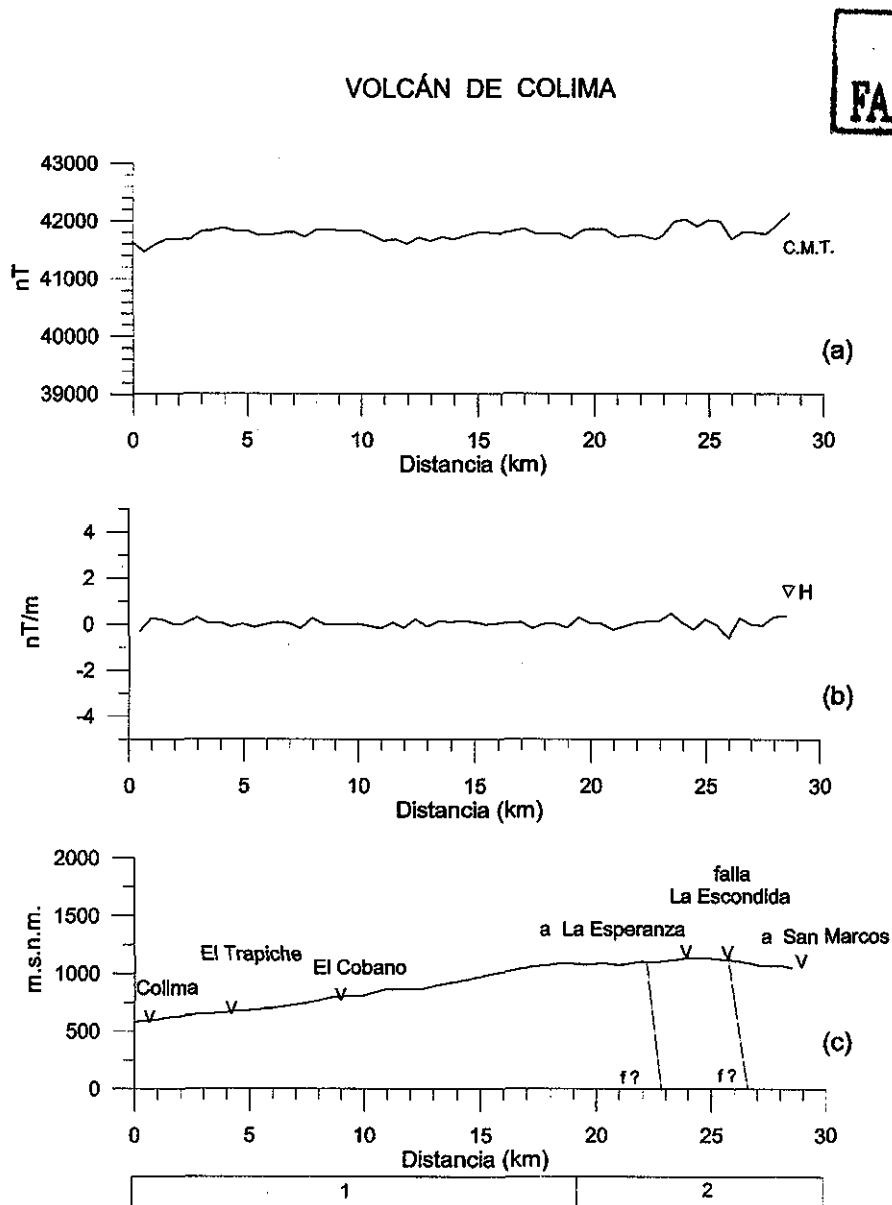 FA
VOLCÁN DE COLIMA
43000
42000
41000
40000
39000
nT
C.M.T.
(a)
0 5 10 15 20 25 30
Distancia (km)
4
2
0
-2
-4
nT/m
▽ H
(b)
0 5 10 15 20 25 30
Distancia (km)
2000
1500
1000
500
0
m.s.n.m.
falla
La Escondida
a La Esperanza
a San Marcos
El Trapiche
El Cobano
Colima
(c)
f ?
f ?
0 5 10 15 20 25 30
Distancia (km)
1 2